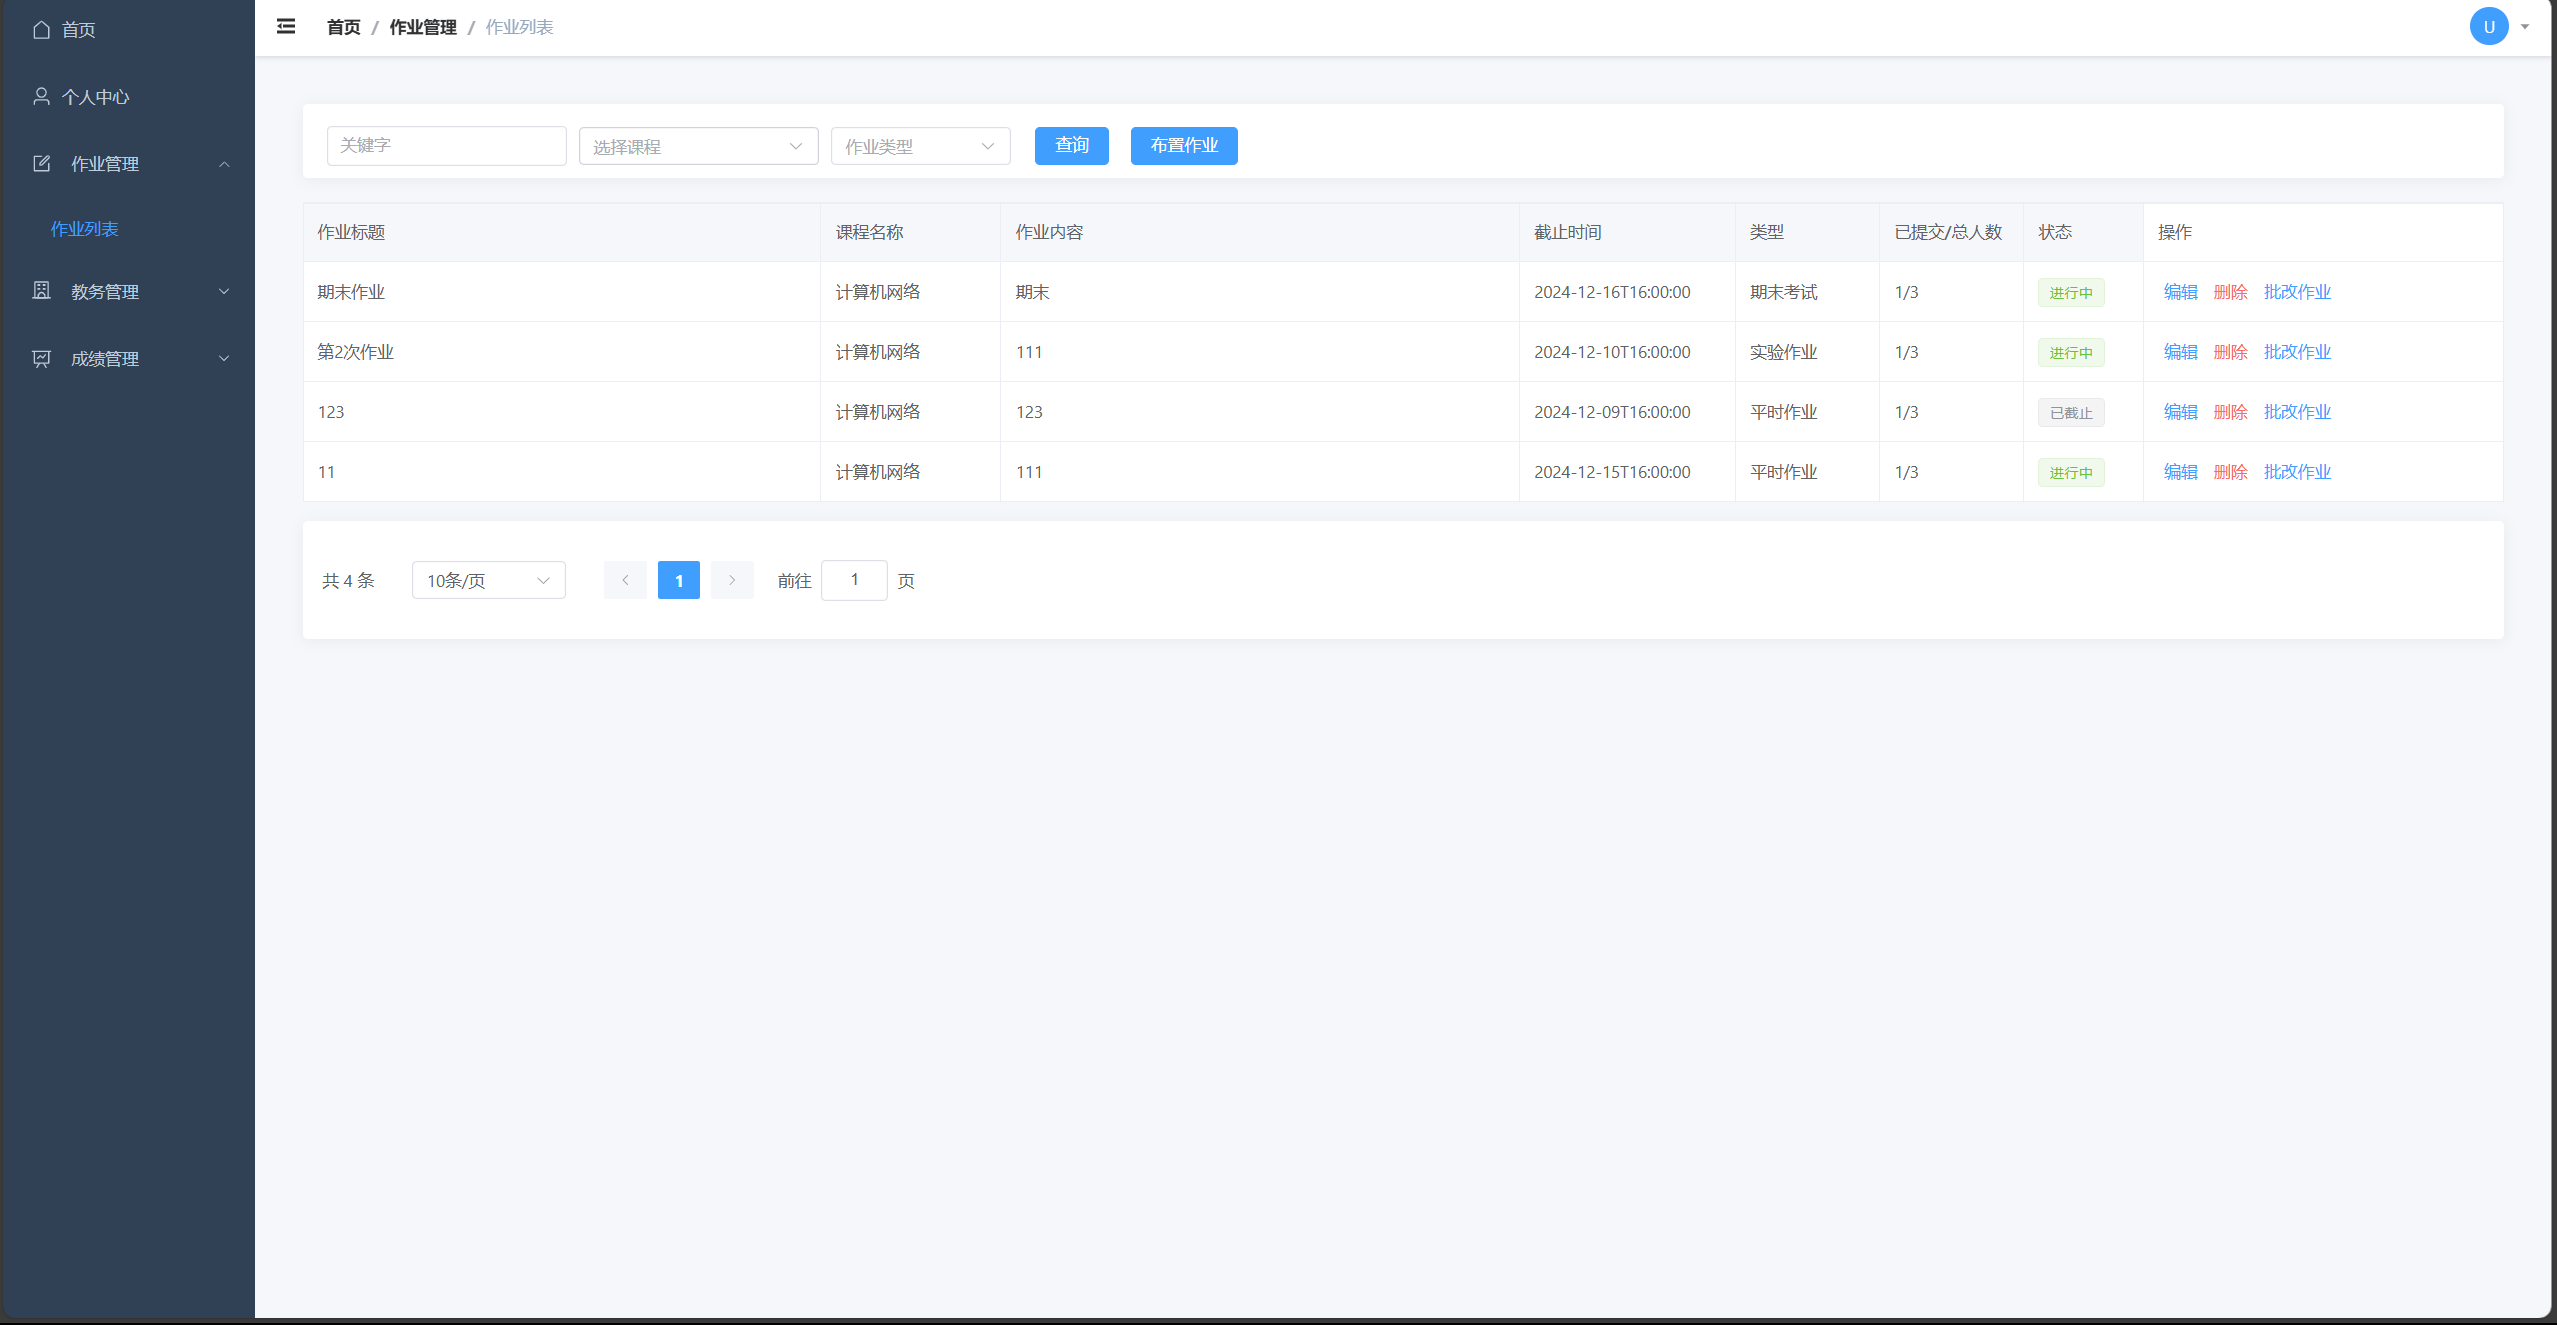 首页
个人中心
作业管理
作业列表
教务管理
成绩管理
首页 / 作业管理 / 作业列表
U
关键字 选择课程 作业类型 查询 布置作业
作业标题 课程名称 作业内容 截止时间 类型 已提交/总人数 状态 操作
期末作业 计算机网络 期末 2024-12-16T16:00:00 期末考试 1/3 进行中 编辑 删除 批改作业
第2次作业 计算机网络 111 2024-12-10T16:00:00 实验作业 1/3 进行中 编辑 删除 批改作业
123 计算机网络 123 2024-12-09T16:00:00 平时作业 1/3 已截止 编辑 删除 批改作业
11 计算机网络 111 2024-12-15T16:00:00 平时作业 1/3 进行中 编辑 删除 批改作业
共 4 条 10条/页 1 前往 1 页